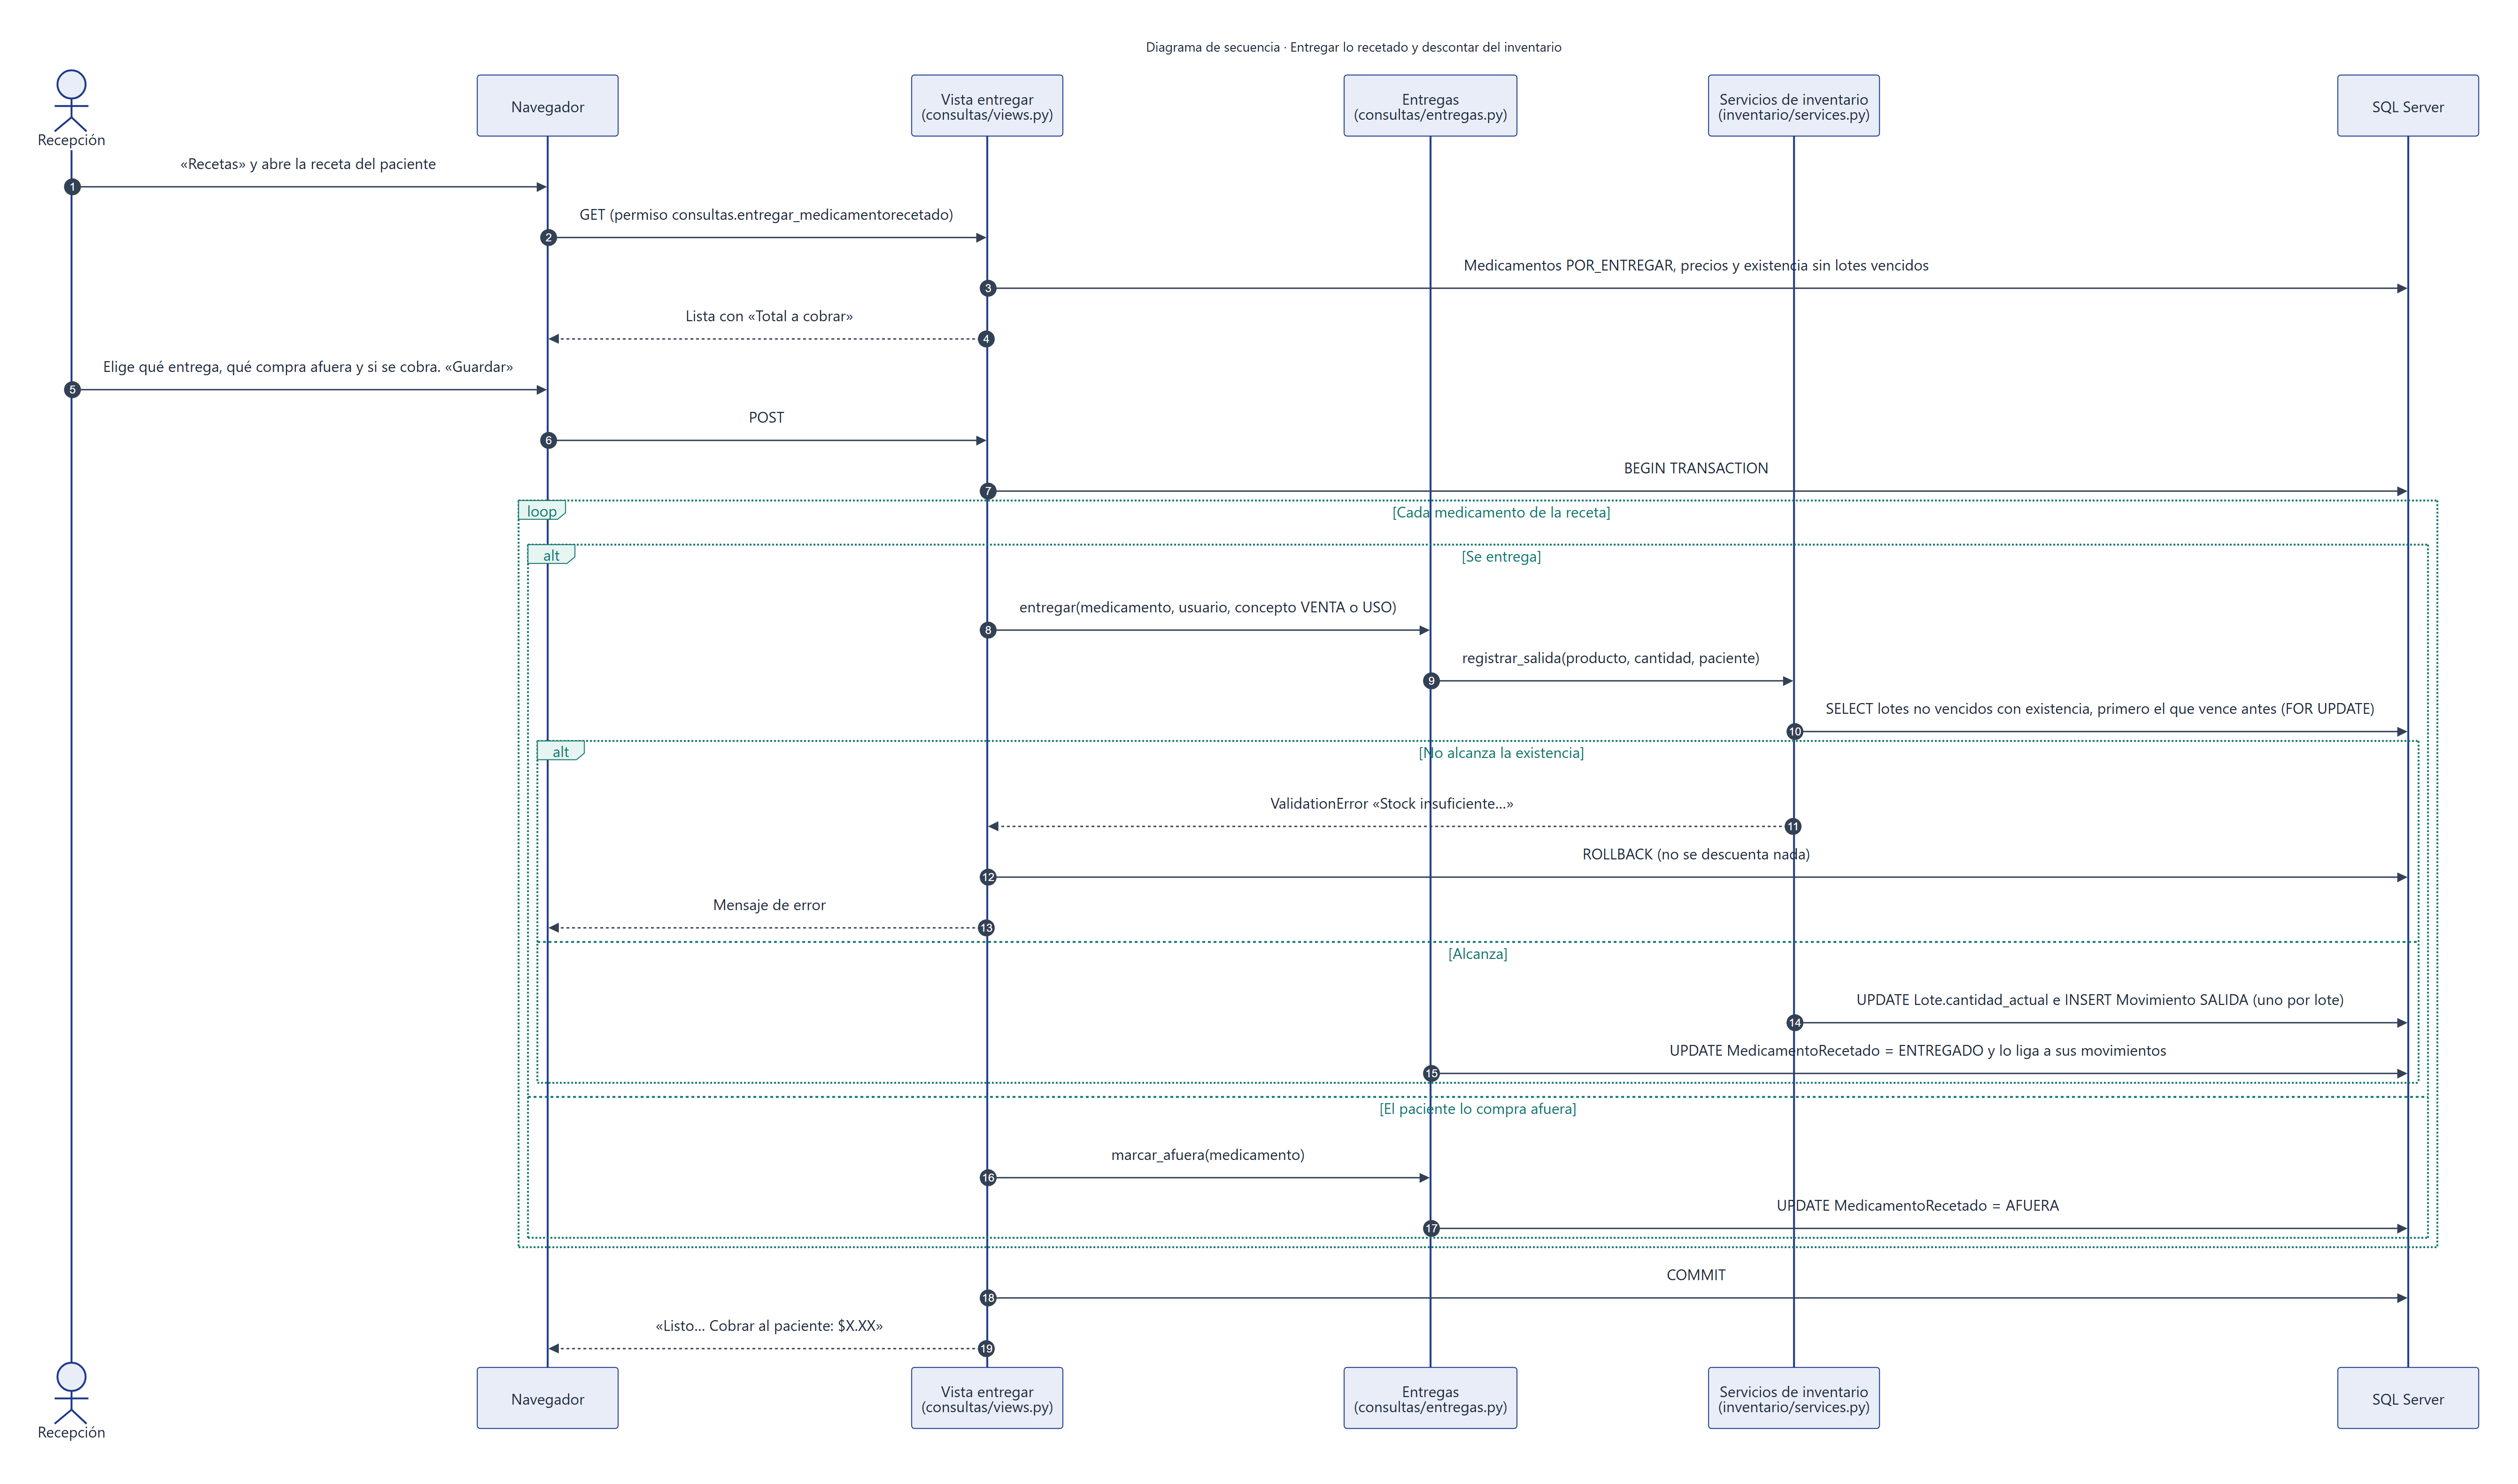 Diagrama de secuencia · Entregar lo recetado y descontar del inventario
Recepción
Navegador
Vista entregar
(consultas/views.py)
Entregas
(consultas/entregas.py)
Servicios de inventario
(inventario/services.py)
SQL Server
«Recetas» y abre la receta del paciente
1
GET (permiso consultas.entregar_medicamentorecetado)
2
Medicamentos POR_ENTREGAR, precios y existencia sin lotes vencidos
3
Lista con «Total a cobrar»
4
Elige qué entrega, qué compra afuera y si se cobra. «Guardar»
5
POST
6
BEGIN TRANSACTION
7
loop
[Cada medicamento de la receta]
alt
[Se entrega]
entregar(medicamento, usuario, concepto VENTA o USO)
8
registrar_salida(producto, cantidad, paciente)
9
SELECT lotes no vencidos con existencia, primero el que vence antes (FOR UPDATE)
10
alt
[No alcanza la existencia]
ValidationError «Stock insuficiente...»
11
ROLLBACK (no se descuenta nada)
12
Mensaje de error
13
[Alcanza]
UPDATE Lote.cantidad_actual e INSERT Movimiento SALIDA (uno por lote)
14
UPDATE MedicamentoRecetado = ENTREGADO y lo liga a sus movimientos
15
[El paciente lo compra afuera]
marcar_afuera(medicamento)
16
UPDATE MedicamentoRecetado = AFUERA
17
COMMIT
18
«Listo... Cobrar al paciente: $X.XX»
19
Recepción
Navegador
Vista entregar
(consultas/views.py)
Entregas
(consultas/entregas.py)
Servicios de inventario
(inventario/services.py)
SQL Server